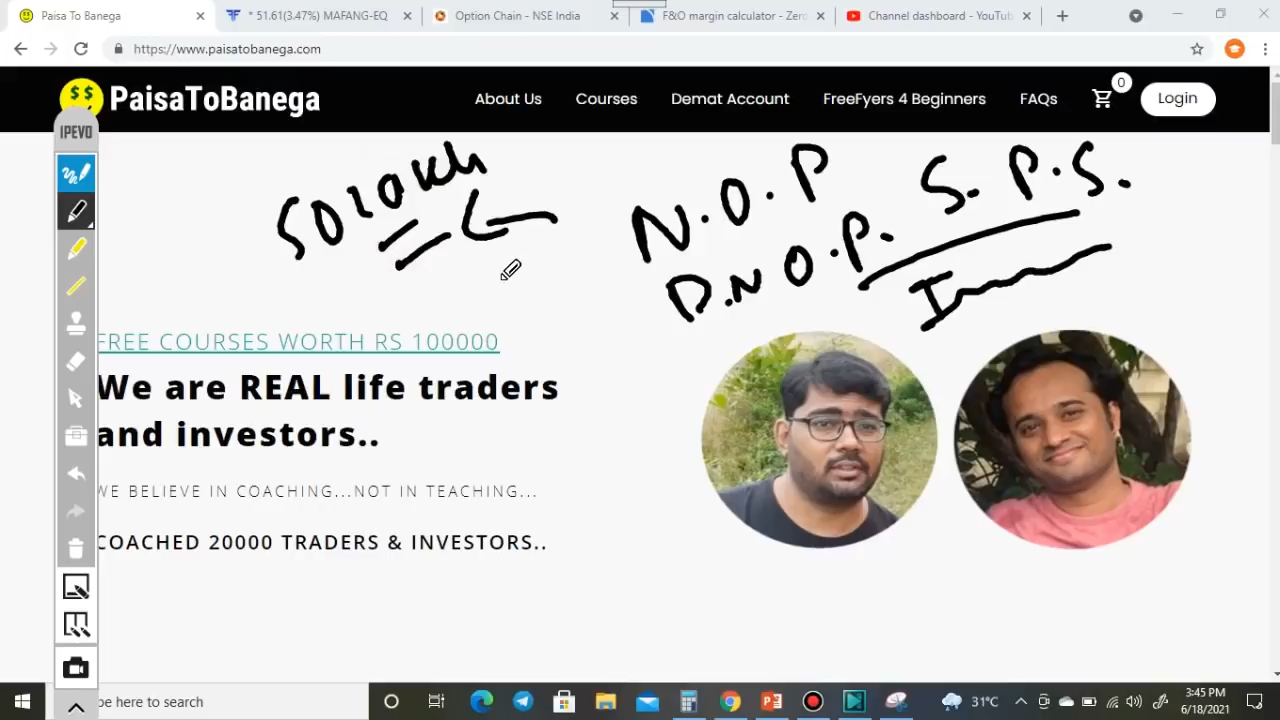 Paisa To Banega
* 51.61(3.47%) MAFANG-EQ
Option Chain - NSE India
F&O margin calculator - Zero
Channel dashboard - YouTub
https://www.paisatobanega.com
PaisaToBanega
About Us
Courses
Demat Account
FreeFyers 4 Beginners
FAQs
0
Login
IPEVO
50 lakh
N.O.P
S.P.S.
D.N.O.P.
FREE COURSES WORTH RS 100000
We are REAL life traders
and investors..
WE BELIEVE IN COACHING...NOT IN TEACHING...
COACHED 20000 TRADERS & INVESTORS..
pe here to search
31°C
3:45 PM
6/18/2021